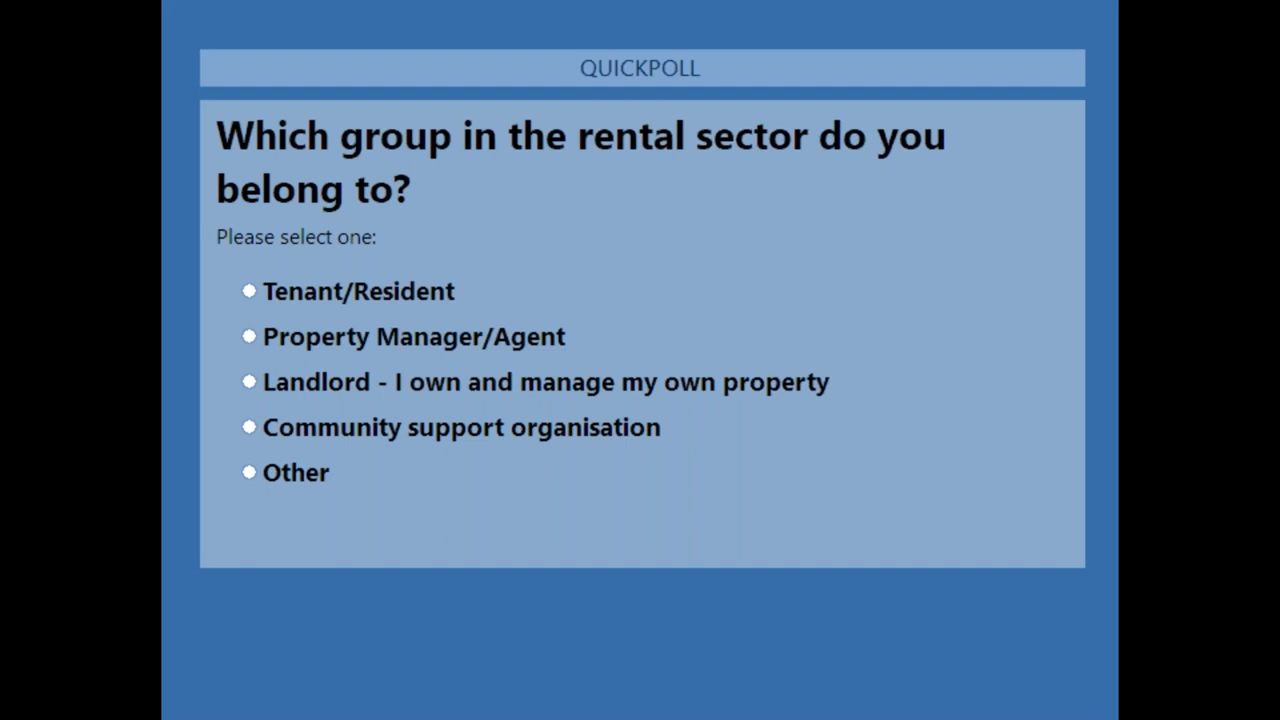 QUICKPOLL
Which group in the rental sector do you
belong to?
Please select one:
Tenant/Resident
Property Manager/Agent
Landlord - I own and manage my own property
Community support organisation
Other